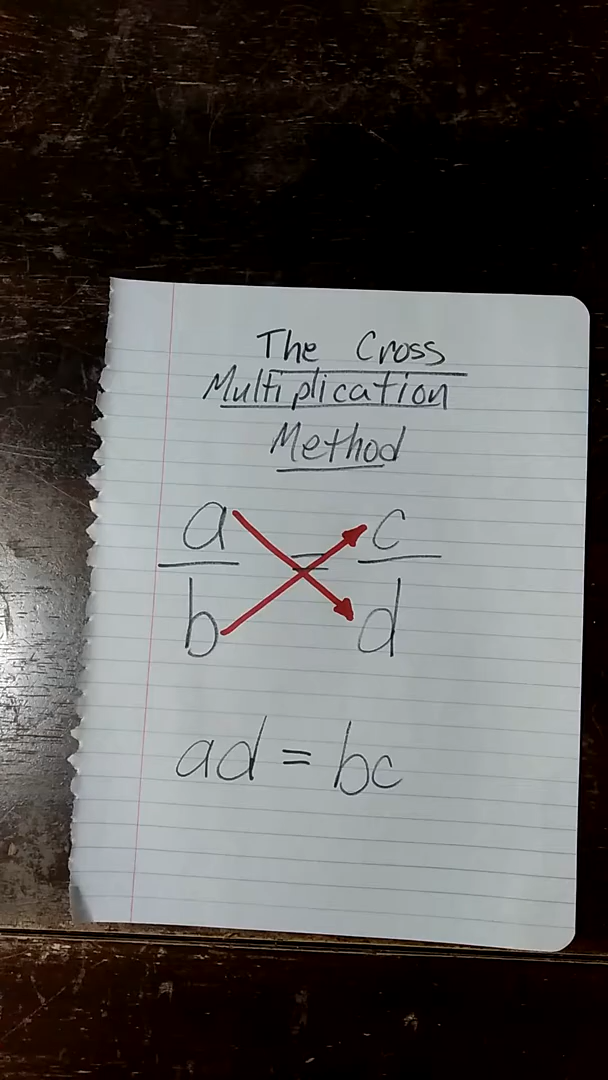 The Cross
Multiplication
Method
a = c
b d
ad = bc